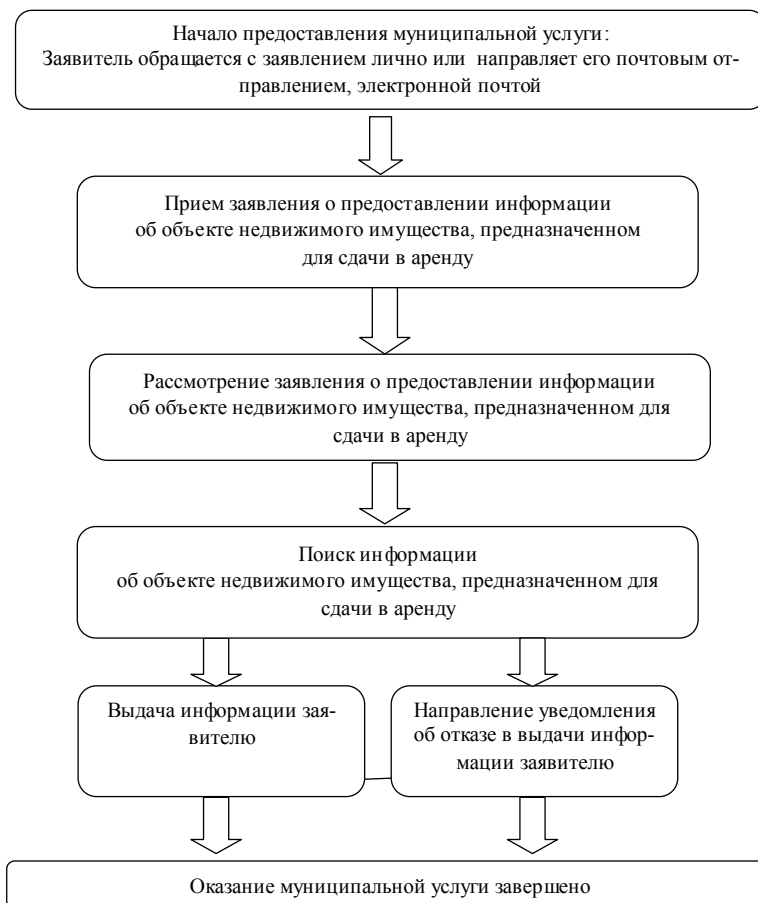 Начало предоставления муниципальной услуги:
Заявитель обращается с заявлением лично или направляет его почтовым от-
правлением, электронной почтой
Прием заявления о предоставлении информации
об объекте недвижимого имущества, предназначенном
для сдачи в аренду
Рассмотрение заявления о предоставлении информации
об объекте недвижимого имущества, предназначенном для
сдачи в аренду
Поиск информации
об объекте недвижимого имущества, предназначенном для
сдачи в аренду
Выдача информации зая-
вителю
Направление уведомления
об отказе в выдачи инфор-
мации заявителю
Оказание муниципальной услуги завершено